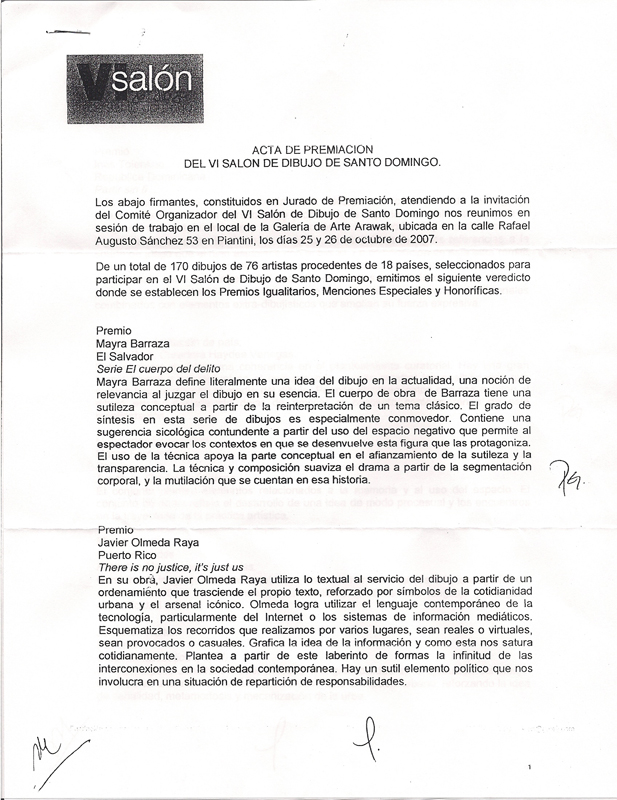 VIsalón
ACTA DE PREMIACION
DEL VI SALON DE DIBUJO DE SANTO DOMINGO.
Los abajo firmantes, constituidos en Jurado de Premiación, atendiendo a la invitación
del Comité Organizador del VI Salón de Dibujo de Santo Domingo nos reunimos en
sesión de trabajo en el local de la Galería de Arte Arawak, ubicada en la calle Rafael
Augusto Sánchez 53 en Piantini, los días 25 y 26 de octubre de 2007.
De un total de 170 dibujos de 76 artistas procedentes de 18 países, seleccionados para
participar en el VI Salón de Dibujo de Santo Domingo, emitimos el siguiente veredicto
donde se establecen los Premios Igualitarios, Menciones Especiales y Honoríficas.
Premio
Mayra Barraza
El Salvador
Serie El cuerpo del delito
Mayra Barraza define literalmente una idea del dibujo en la actualidad, una noción de
relevancia al juzgar el dibujo en su esencia. El cuerpo de obra de Barraza tiene una
sutileza conceptual a partir de la reinterpretación de un tema clásico. El grado de
síntesis en esta serie de dibujos es especialmente conmovedor. Contiene una
sugerencia sicológica contundente a partir del uso del espacio negativo que permite al
espectador evocar los contextos en que se desenvuelve esta figura que las protagoniza.
El uso de la técnica apoya la parte conceptual en el afianzamiento de la sutileza y la
transparencia. La técnica y composición suaviza el drama a partir de la segmentación
corporal, y la mutilación que se cuentan en esa historia.
Premio
Javier Olmeda Raya
Puerto Rico
There is no justice, it's just us
En su obra, Javier Olmeda Raya utiliza lo textual al servicio del dibujo a partir de un
ordenamiento que trasciende el propio texto, reforzado por símbolos de la cotidianidad
urbana y el arsenal icónico. Olmeda logra utilizar el lenguaje contemporáneo de la
tecnología, particularmente del Internet o los sistemas de información mediáticos.
Esquematiza los recorridos que realizamos por varios lugares, sean reales o virtuales,
sean provocados o casuales. Grafica la idea de la información y como esta nos satura
cotidianamente. Plantea a partir de este laberinto de formas la infinitud de las
interconexiones en la sociedad contemporánea. Hay un sutil elemento político que nos
involucra en una situación de repartición de responsabilidades.
1